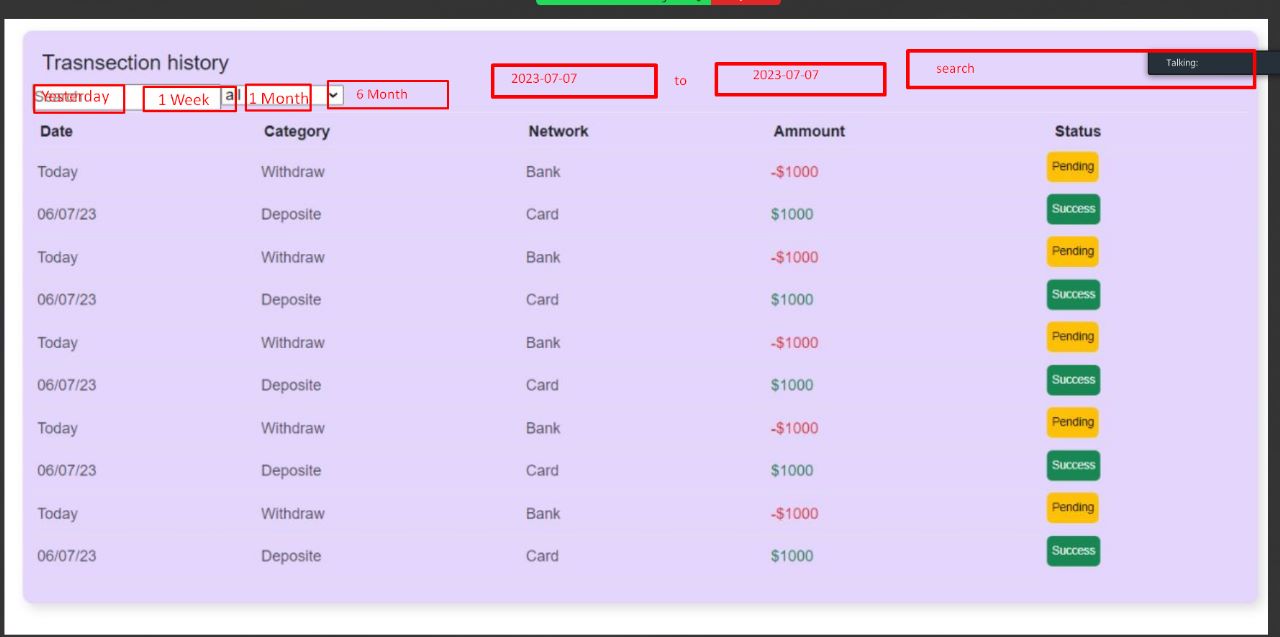 Trasnsection history
2023-07-07 to 2023-07-07 search Talking:
Yesterday 1 Week al 1 Month 6 Month
Date Category Network Ammount Status
Today Withdraw Bank -$1000 Pending
06/07/23 Deposite Card $1000 Success
Today Withdraw Bank -$1000 Pending
06/07/23 Deposite Card $1000 Success
Today Withdraw Bank -$1000 Pending
06/07/23 Deposite Card $1000 Success
Today Withdraw Bank -$1000 Pending
06/07/23 Deposite Card $1000 Success
Today Withdraw Bank -$1000 Pending
06/07/23 Deposite Card $1000 Success